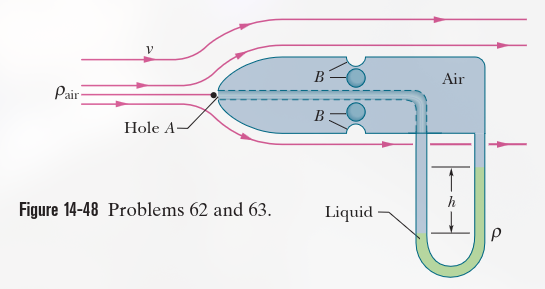 v
B
Air
ρair
B
Hole A
h
Figure 14-48 Problems 62 and 63.
Liquid
ρ